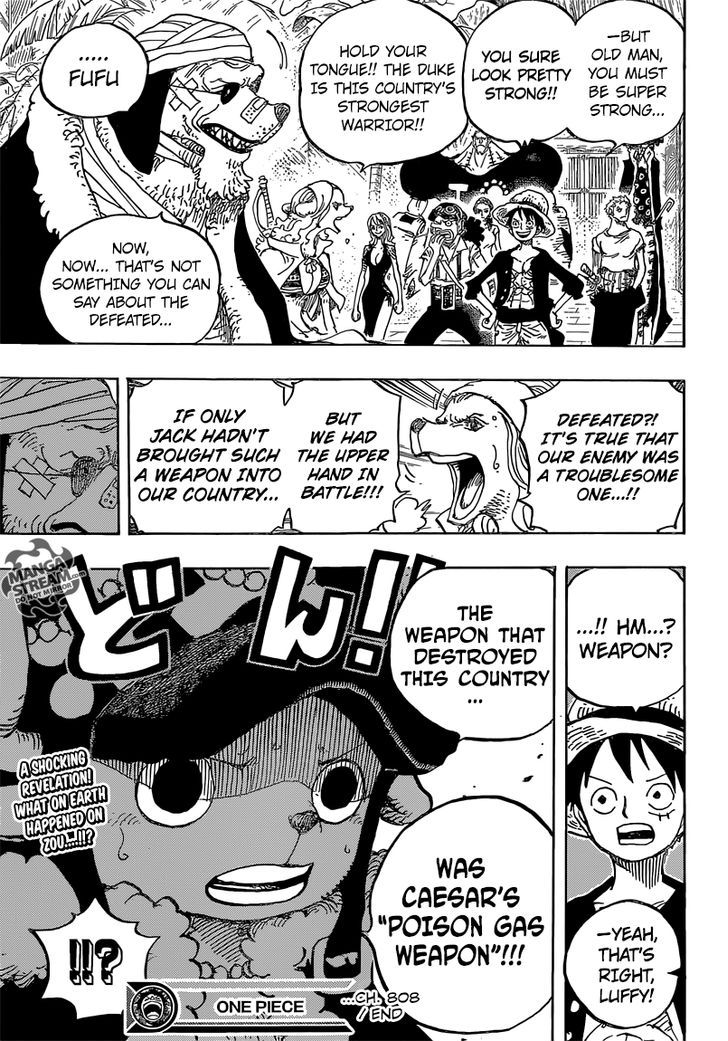 —BUT
OLD MAN,
YOU MUST
BE SUPER
STRONG...
YOU SURE
LOOK PRETTY
STRONG!!
HOLD YOUR
TONGUE!! THE DUKE
IS THIS COUNTRY'S
STRONGEST
WARRIOR!!
.....
FUFU
NOW,
NOW... THAT'S NOT
SOMETHING YOU CAN
SAY ABOUT THE
DEFEATED...
DEFEATED?!
IT'S TRUE THAT
OUR ENEMY WAS
A TROUBLESOME
ONE...!!
BUT
WE HAD
THE UPPER
HAND IN
BATTLE!!!
IF ONLY
JACK HADN'T
BROUGHT SUCH
A WEAPON INTO
OUR COUNTRY...
...!! HM...?
WEAPON?
—YEAH,
THAT'S
RIGHT,
LUFFY!
THE
WEAPON THAT
DESTROYED
THIS COUNTRY
...
WAS
CAESAR'S
"POISON GAS
WEAPON"!!!
どん!!
MANGA
STREAM.com
DO NOT MIRROR!
A SHOCKING
REVELATION!
WHAT ON EARTH
HAPPENED ON
ZOU...!!?
!!?
ONE PIECE
...CH. 808
/END